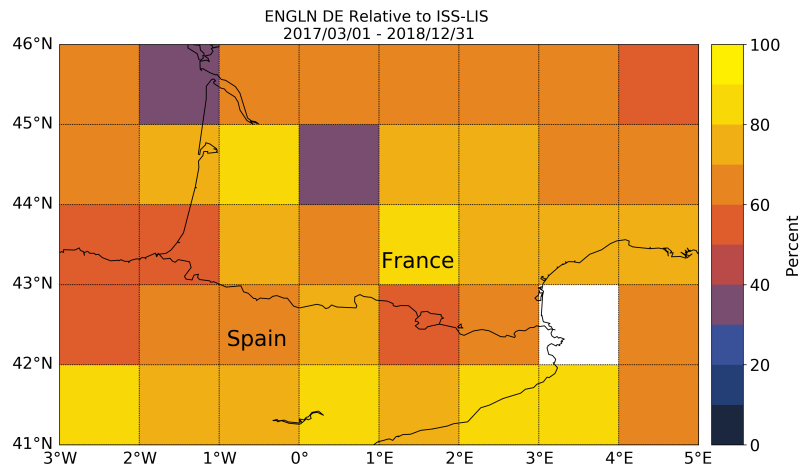 ENGLN DE Relative to ISS-LIS
2017/03/01 - 2018/12/31
46°N
45°N
44°N
43°N
42°N
41°N
France
Spain
3°W 2°W 1°W 0° 1°E 2°E 3°E 4°E 5°E
100
80
60
40
20
0
Percent